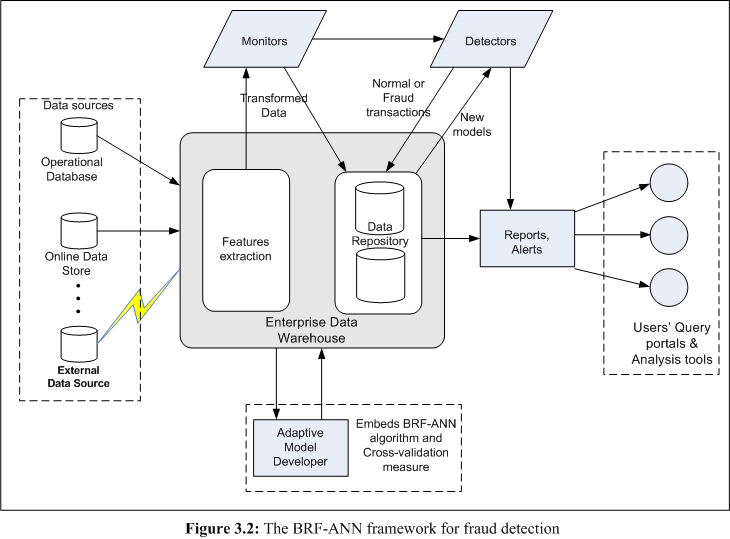 Monitors
Detectors
Transformed
Data
Normal or
Fraud
transactions
New
models
Data sources
Operational
Database
Online Data
Store
External
Data Source
Features
extraction
Data
Repository
Enterprise Data
Warehouse
Reports,
Alerts
Users' Query
portals &
Analysis tools
Adaptive
Model
Developer
Embeds BRF-ANN
algorithm and
Cross-validation
measure
Figure 3.2: The BRF-ANN framework for fraud detection